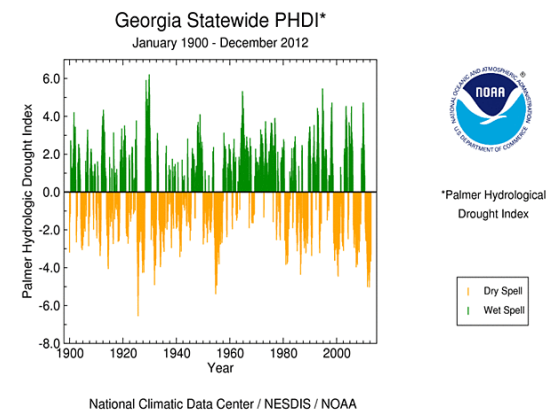 Georgia Statewide PHDI*
January 1900 - December 2012
Palmer Hydrologic Drought Index
6.0
4.0
2.0
0.0
-2.0
-4.0
-6.0
-8.0
1900
1920
1940
1960
1980
2000
Year
NATIONAL OCEANIC AND ATMOSPHERIC ADMINISTRATION
®
NOAA
U.S. DEPARTMENT OF COMMERCE
*Palmer Hydrological
Drought Index
Dry Spell
Wet Spell
National Climatic Data Center / NESDIS / NOAA